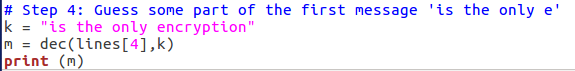 # Step 4: Guess some part of the first message 'is the only e'
k = "is the only encryption"
m = dec(lines[4],k)
print (m)